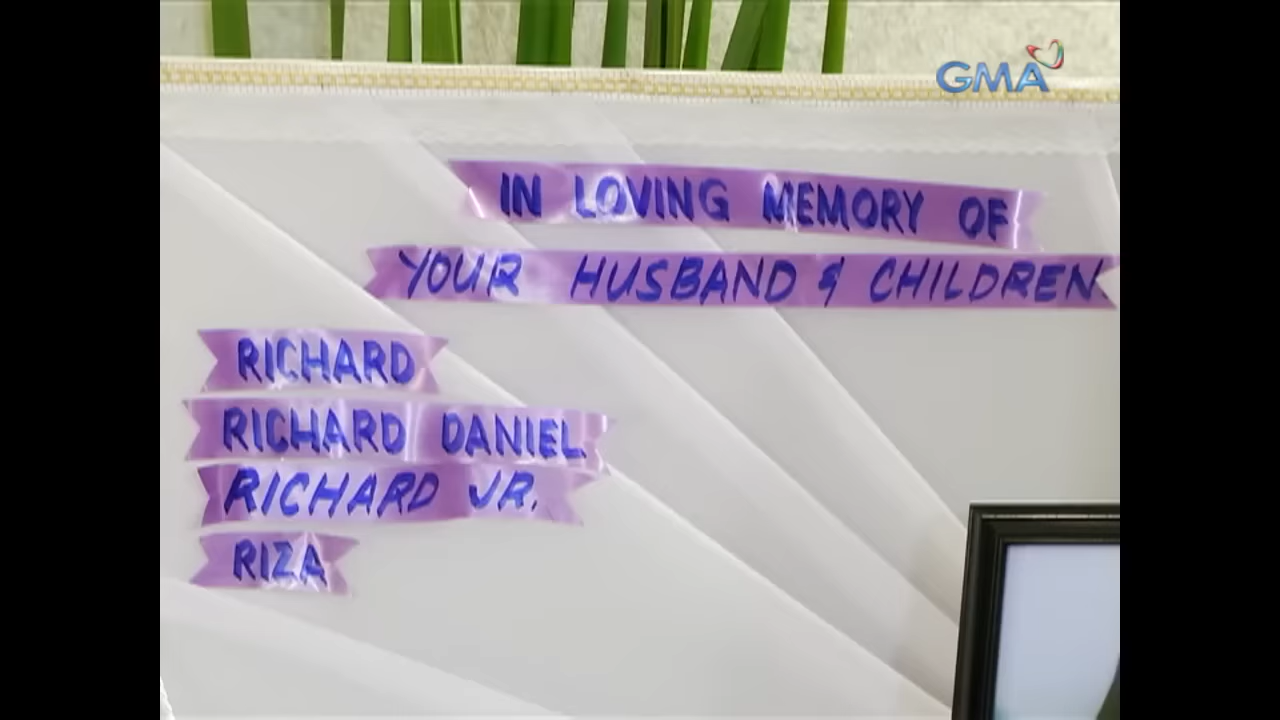 GMA
IN LOVING MEMORY OF
YOUR HUSBAND & CHILDREN.
RICHARD
RICHARD DANIEL.
RICHARD JR.
RIZA